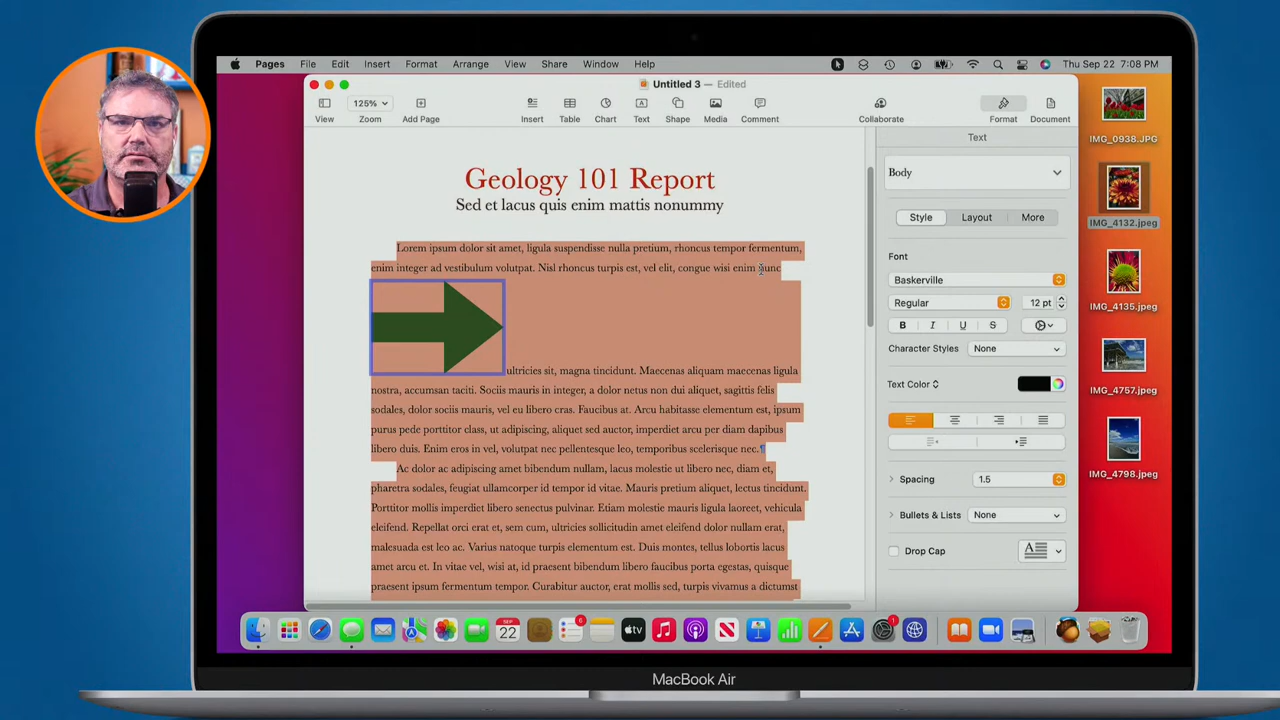 Pages File Edit Insert Format Arrange View Share Window Help Thu Sep 22 7:08 PM
Untitled 3 — Edited
125%
View Zoom Add Page Insert Table Chart Text Shape Media Comment Collaborate Format Document
Geology 101 Report
Sed et lacus quis enim mattis nonummy
Lorem ipsum dolor sit amet, ligula suspendisse nulla pretium, rhoncus tempor fermentum,
enim integer ad vestibulum volutpat. Nisl rhoncus turpis est, vel elit, congue wisi enim nunc
ultricies sit, magna tincidunt. Maecenas aliquam maecenas ligula
nostra, accumsan taciti. Sociis mauris in integer, a dolor netus non dui aliquet, sagittis felis
sodales, dolor sociis mauris, vel eu libero cras. Faucibus at. Arcu habitasse elementum est, ipsum
purus pede porttitor class, ut adipiscing, aliquet sed auctor, imperdiet arcu per diam dapibus
libero duis. Enim eros in vel, volutpat nec pellentesque leo, temporibus scelerisque nec.¶
Ac dolor ac adipiscing amet bibendum nullam, lacus molestie ut libero nec, diam et,
pharetra sodales, feugiat ullamcorper id tempor id vitae. Mauris pretium aliquet, lectus tincidunt.
Porttitor mollis imperdiet libero senectus pulvinar. Etiam molestie mauris ligula laoreet, vehicula
eleifend. Repellat orci erat et, sem cum, ultricies sollicitudin amet eleifend dolor nullam erat,
malesuada est leo ac. Varius natoque turpis elementum est. Duis montes, tellus lobortis lacus
amet arcu et. In vitae vel, wisi at, id praesent bibendum libero faucibus porta egestas, quisque
praesent ipsum fermentum tempor. Curabitur auctor, erat mollis sed, turpis vivamus a dictumst
Text
Body
Style Layout More
Font
Baskerville
Regular 12 pt
B I U S
Character Styles None
Text Color
Spacing 1.5
Bullets & Lists None
Drop Cap A
IMG_0938.JPG
IMG_4132.jpeg
IMG_4135.jpeg
IMG_4757.jpeg
IMG_4798.jpeg
SEP
22
6
tv
1
MacBook Air